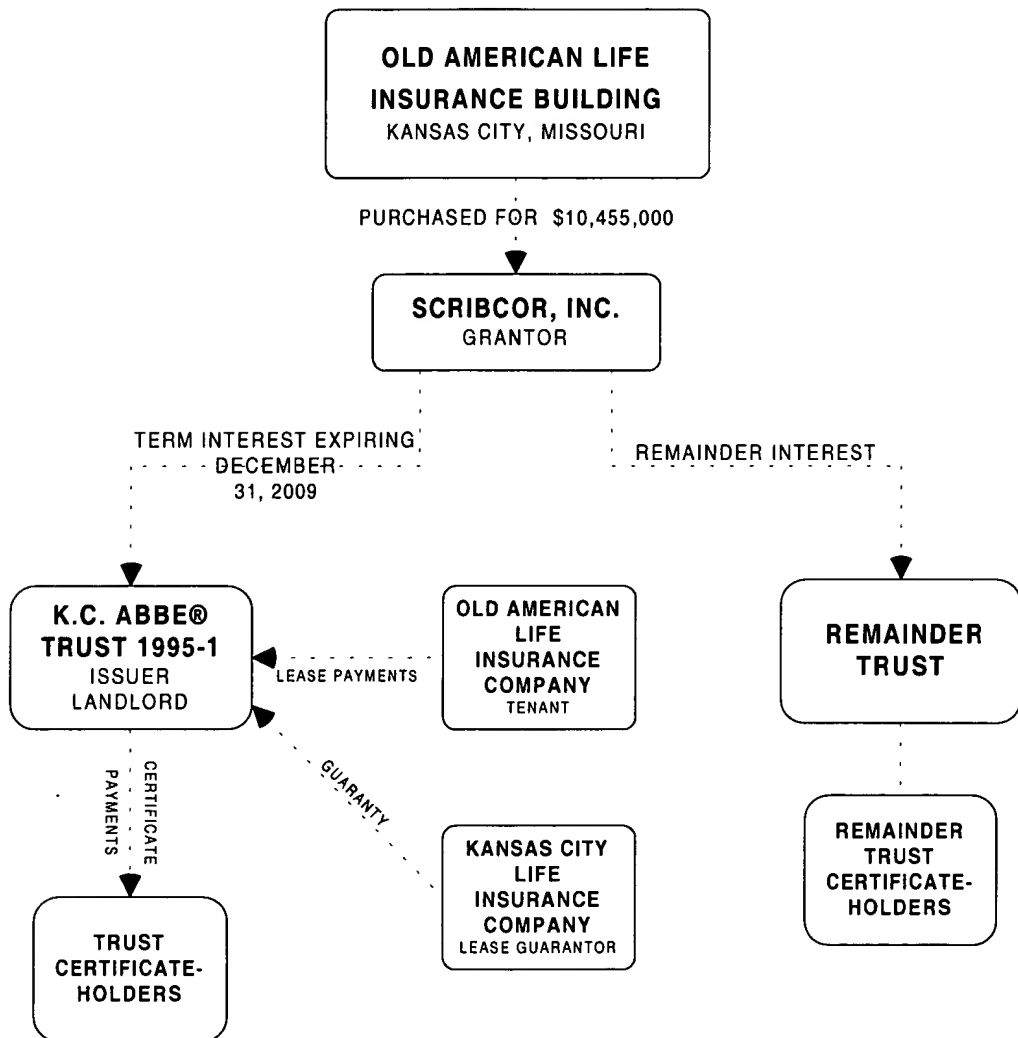 OLD AMERICAN LIFE
INSURANCE BUILDING
KANSAS CITY, MISSOURI
PURCHASED FOR $10,455,000
SCRIBCOR, INC.
GRANTOR
TERM INTEREST EXPIRING
DECEMBER
31, 2009
REMAINDER INTEREST
K.C. ABBE®
TRUST 1995-1
ISSUER
LANDLORD
LEASE PAYMENTS
OLD AMERICAN
LIFE
INSURANCE
COMPANY
TENANT
REMAINDER
TRUST
CERTIFICATE
PAYMENTS
GUARANTY
TRUST
CERTIFICATE-
HOLDERS
KANSAS CITY
LIFE
INSURANCE
COMPANY
LEASE GUARANTOR
REMAINDER
TRUST
CERTIFICATE-
HOLDERS